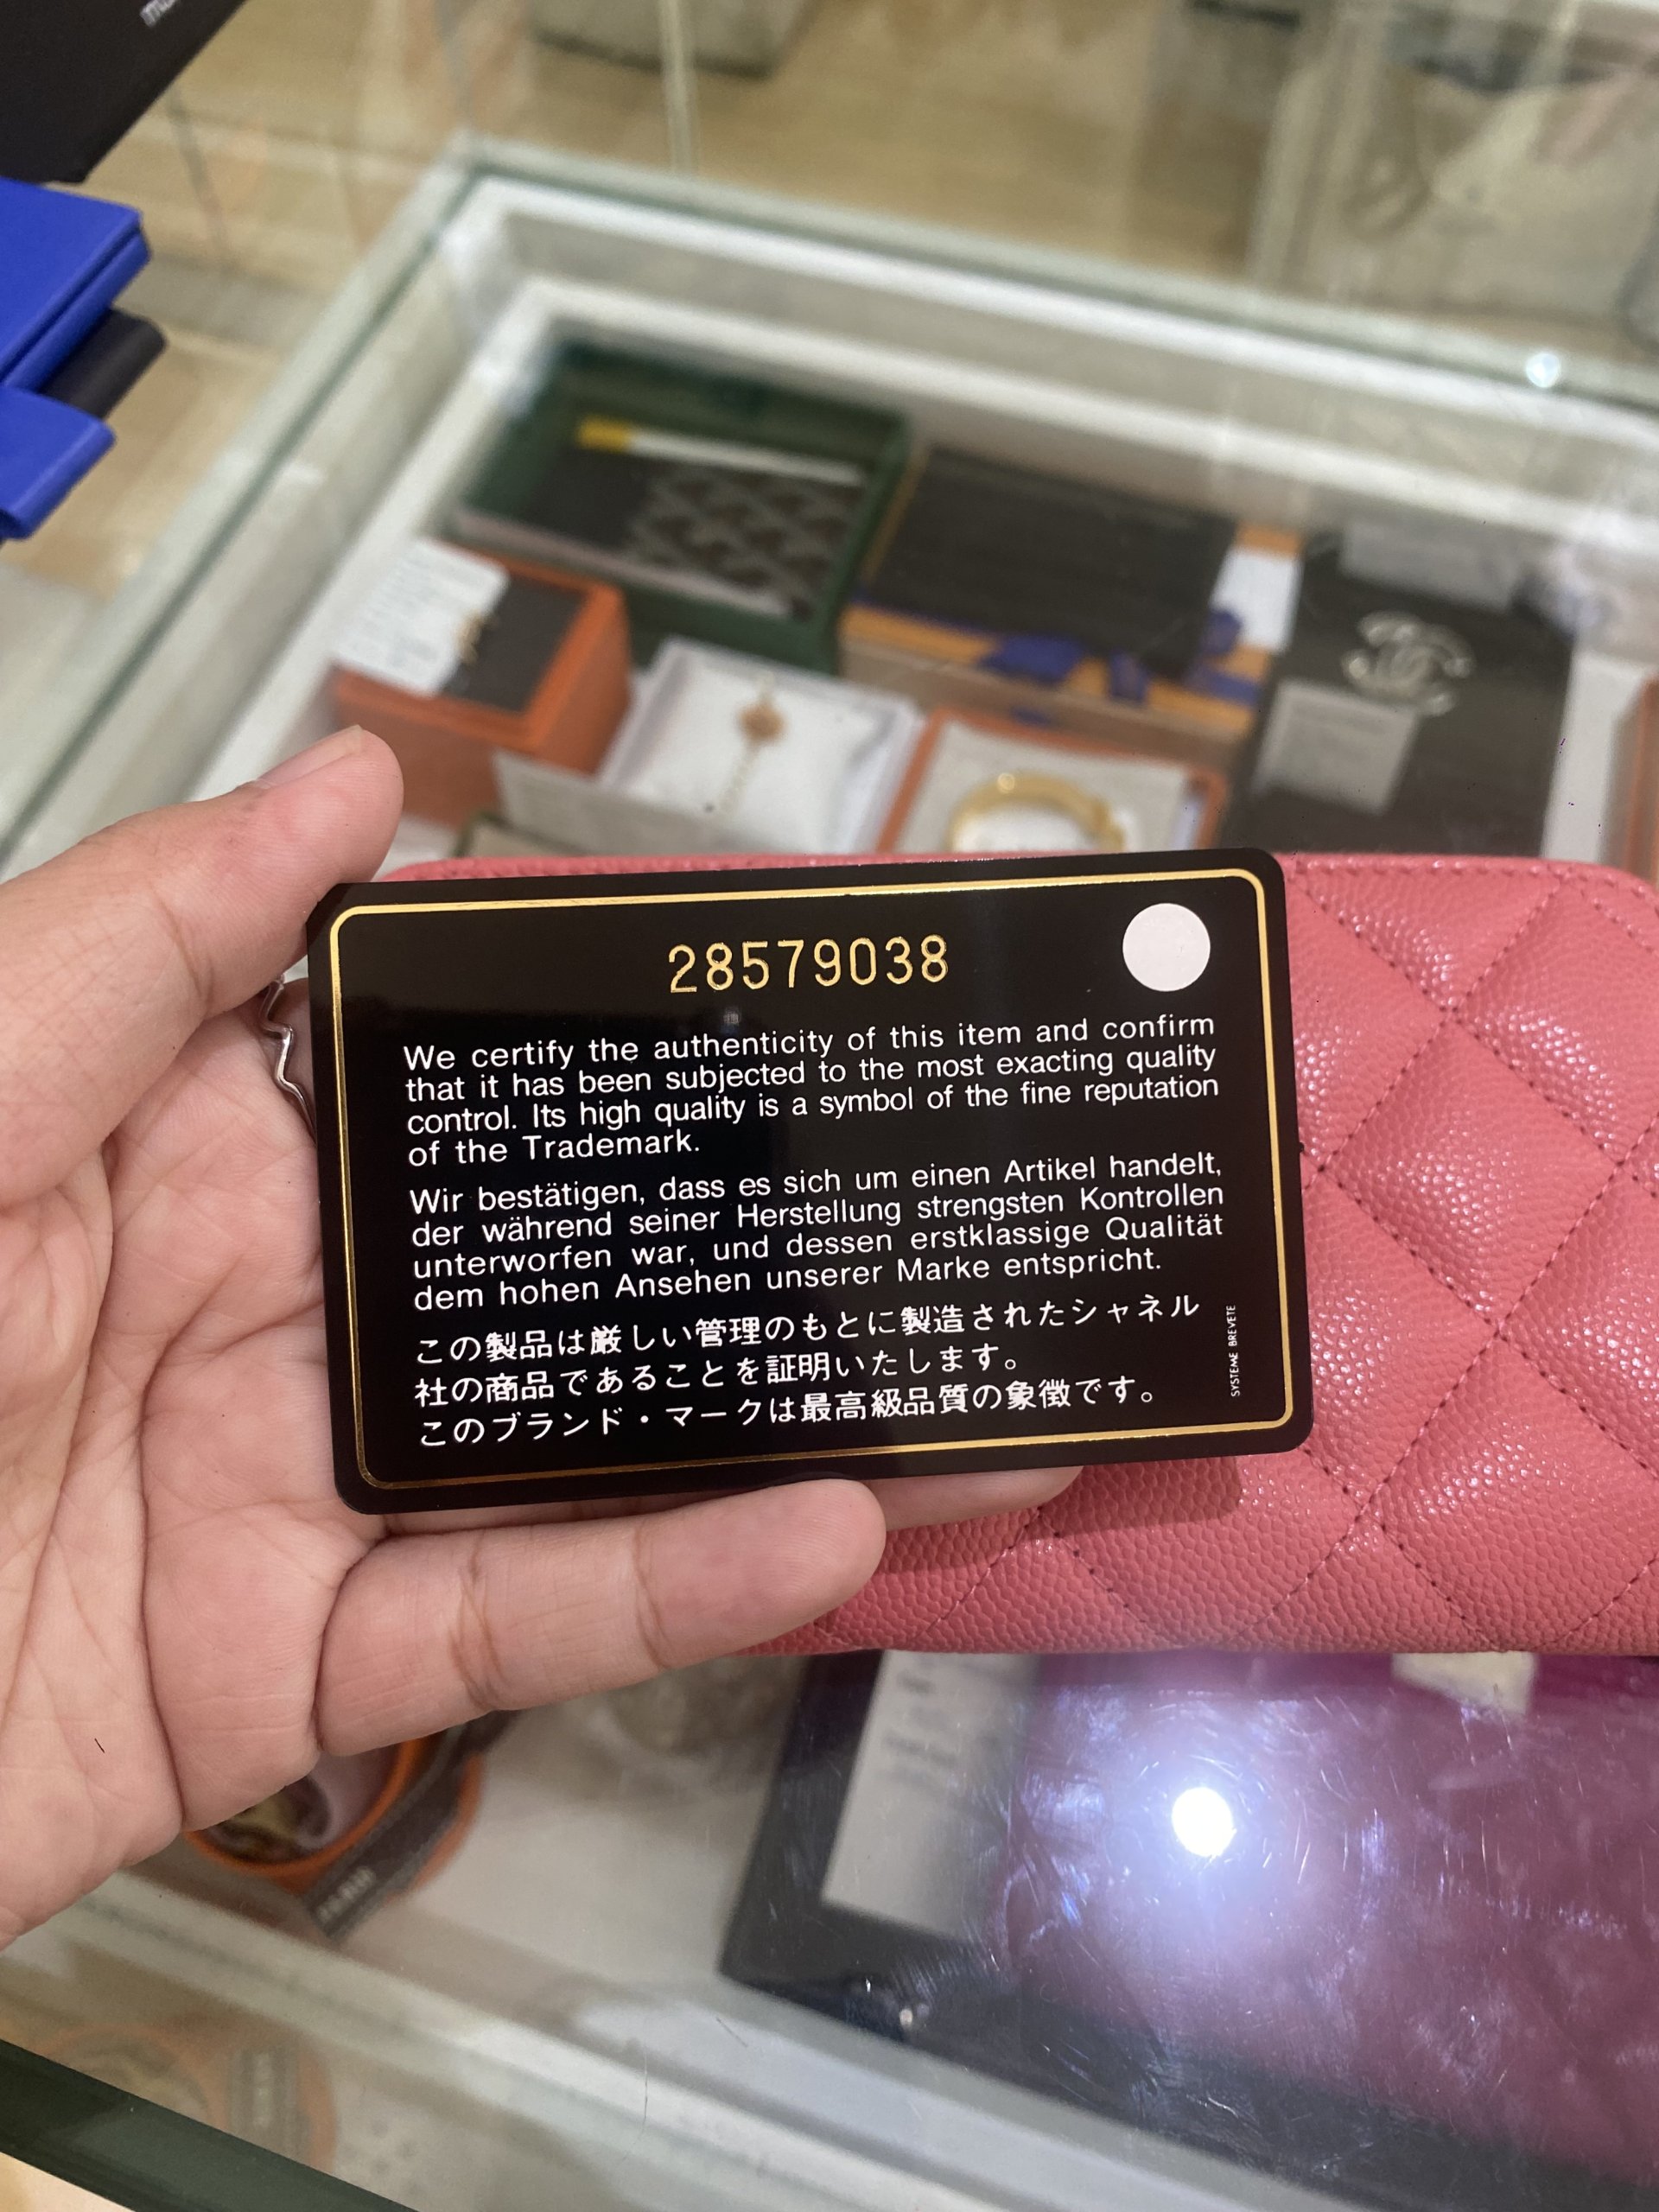 28579038
We certify the authenticity of this item and confirm
that it has been subjected to the most exacting quality
control. Its high quality is a symbol of the fine reputation
of the Trademark.
Wir bestätigen, dass es sich um einen Artikel handelt,
der während seiner Herstellung strengsten Kontrollen
unterworfen war, und dessen erstklassige Qualität
dem hohen Ansehen unserer Marke entspricht.
この製品は厳しい管理のもとに製造されたシャネル
社の商品であることを証明いたします。
このブランド・マークは最高級品質の象徴です。
SYSTEME BREVETE